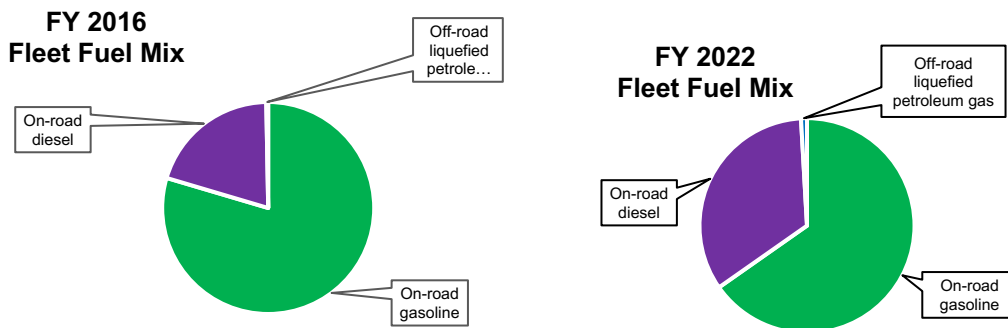 FY 2016
Fleet Fuel Mix
Off-road
liquefied
petrole…
On-road
diesel
On-road
gasoline
FY 2022
Fleet Fuel Mix
Off-road
liquefied
petroleum gas
On-road
diesel
On-road
gasoline